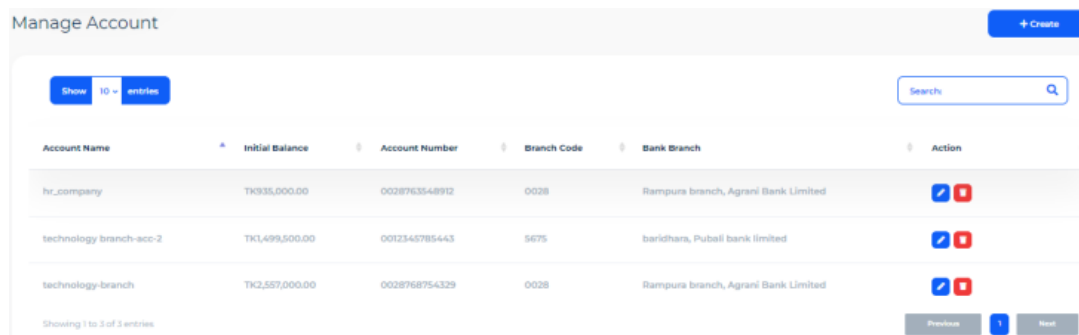 Manage Account
+ Create
Show 10 entries
Search:
Account Name Initial Balance Account Number Branch Code Bank Branch Action
hr_company TK935,000.00 0028763548912 0028 Rampura branch, Agrani Bank Limited
technology branch-acc-2 TK1,499,500.00 0012345785443 5675 baridhara, Pubali bank limited
technology-branch TK2,557,000.00 0028768754329 0028 Rampura branch, Agrani Bank Limited
Showing 1 to 3 of 3 entries
Previous 1 Next